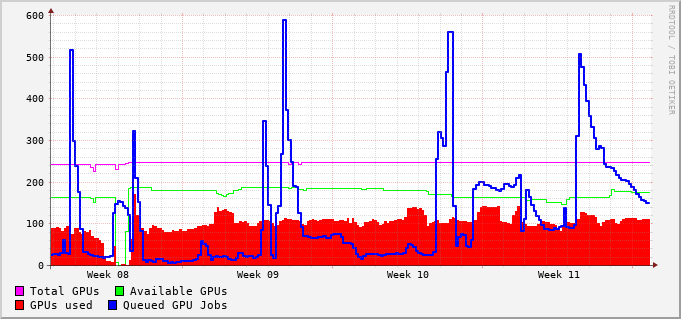 600
500
400
300
200
100
0
Week 08 Week 09 Week 10 Week 11
Total GPUs Available GPUs
GPUs used Queued GPU Jobs
RRDTOOL / TOBI OETIKER